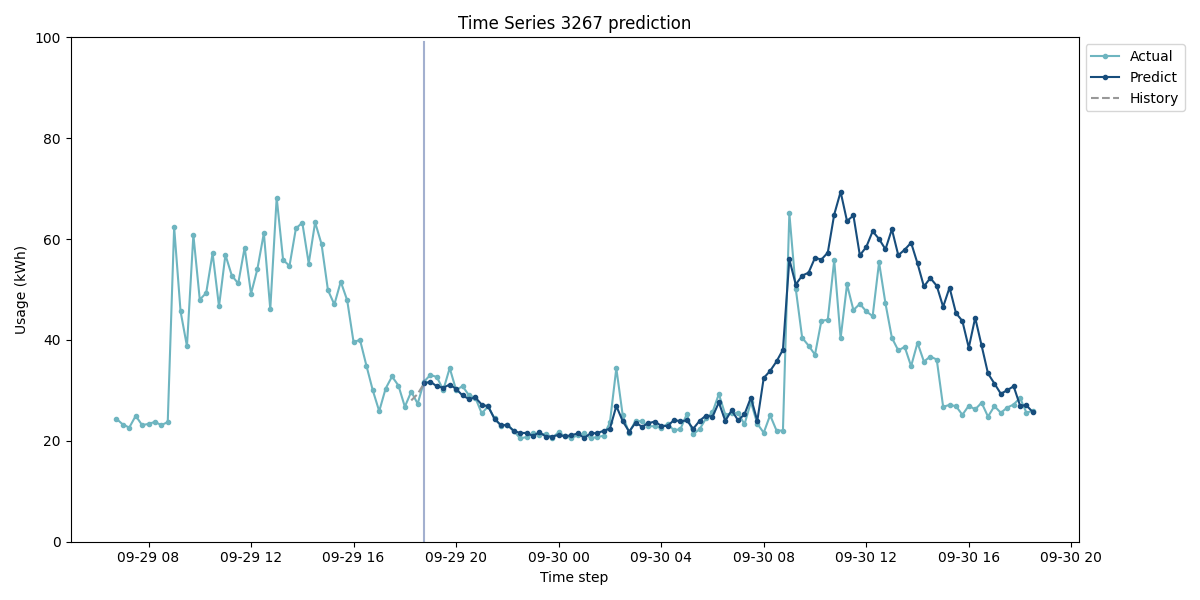 Time Series 3267 prediction
Actual
Predict
History
Usage (kWh)
100
80
60
40
20
0
09-29 08
09-29 12
09-29 16
09-29 20
09-30 00
09-30 04
09-30 08
09-30 12
09-30 16
09-30 20
Time step